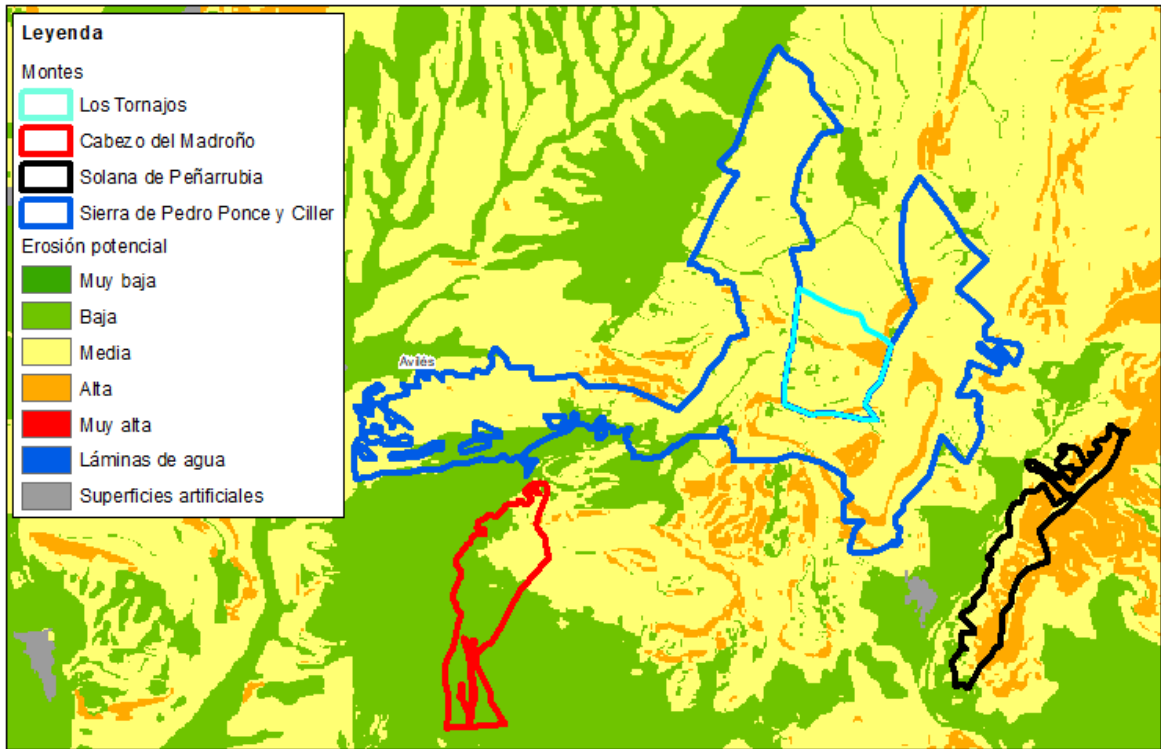 Leyenda
Montes
Los Tornajos
Cabezo del Madroño
Solana de Peñarrubia
Sierra de Pedro Ponce y Ciller
Erosión potencial
Muy baja
Baja
Media
Alta
Muy alta
Láminas de agua
Superficies artificiales
Avilés